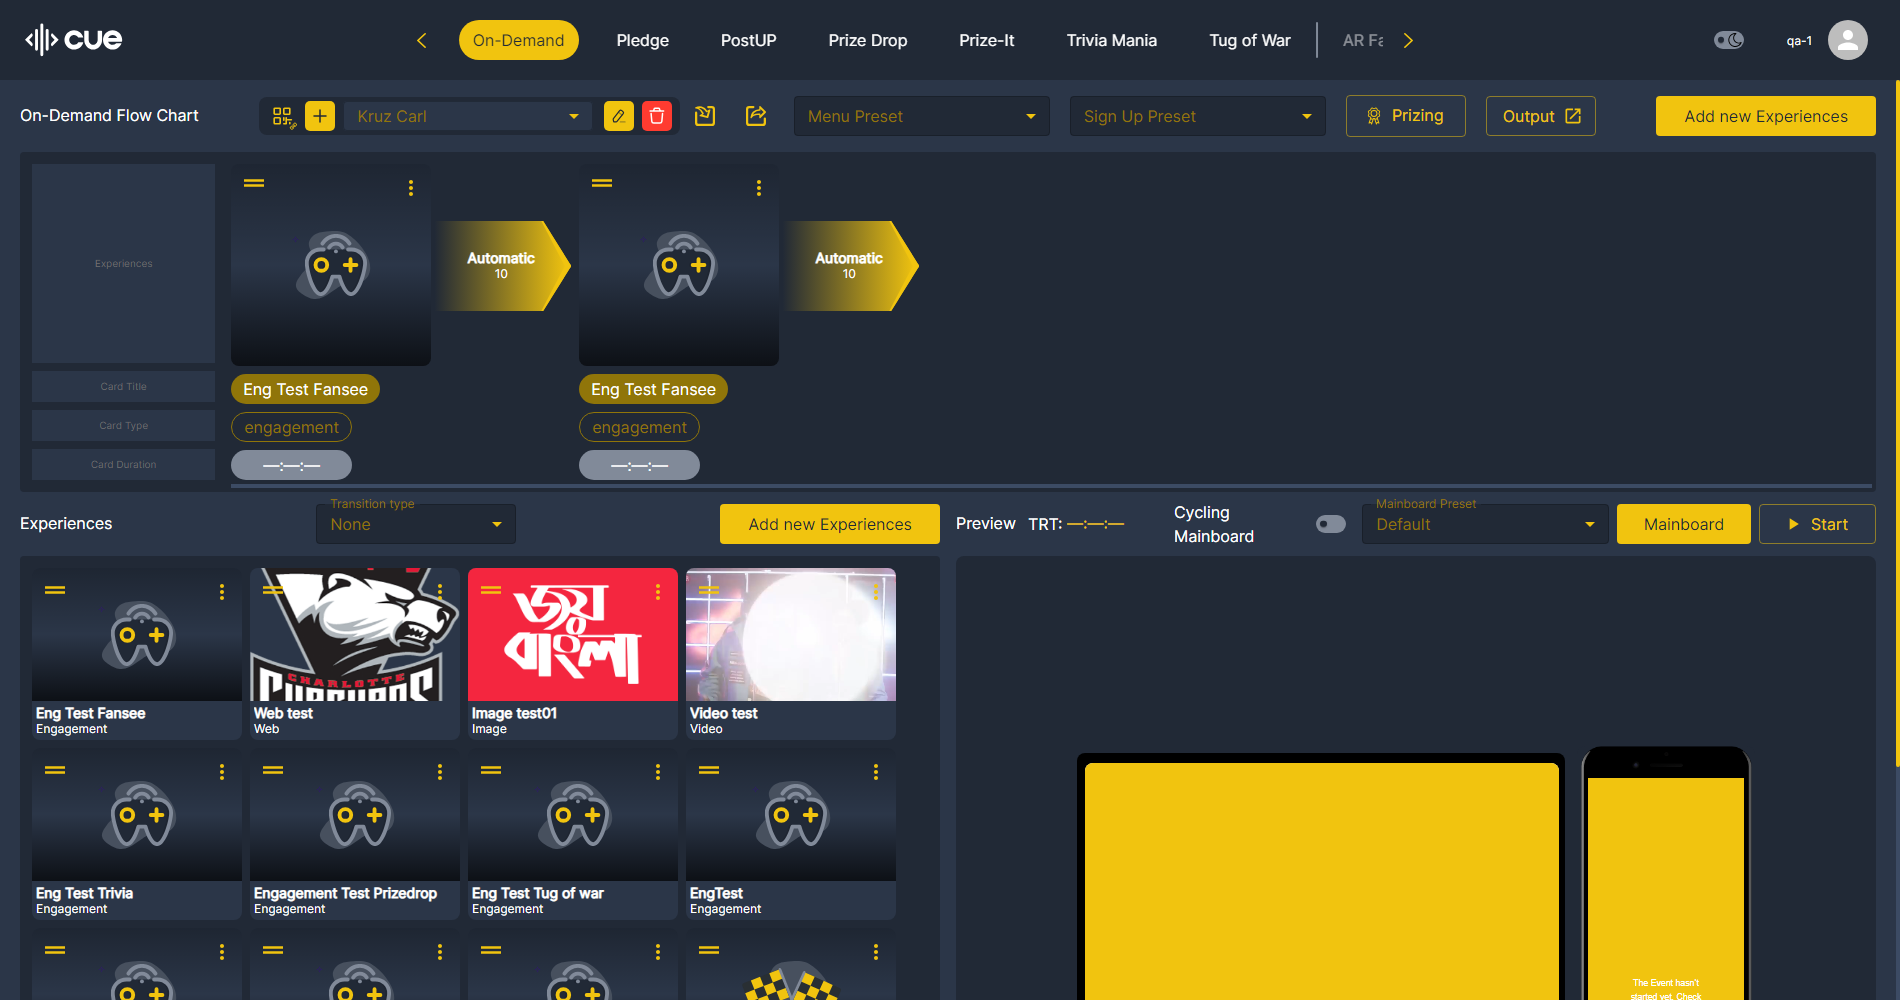 cue
On-Demand
Pledge
PostUP
Prize Drop
Prize-It
Trivia Mania
Tug of War
AR Fa
qa-1
On-Demand Flow Chart
Kruz Carl
Menu Preset
Sign Up Preset
Prizing
Output
Add new Experiences
Experiences
Automatic
10
Automatic
10
Card Title
Eng Test Fansee
Eng Test Fansee
Card Type
engagement
engagement
Card Duration
—:—:—
—:—:—
Experiences
Transition type
None
Add new Experiences
Preview
TRT: —:—:—
Cycling
Mainboard
Mainboard Preset
Default
Mainboard
Start
CHARLOTTE
জয়
বাংলা
Eng Test Fansee
Engagement
Web test
Web
Image test01
Image
Video test
Video
Eng Test Trivia
Engagement
Engagement Test Prizedrop
Engagement
Eng Test Tug of war
Engagement
EngTest
Engagement
The Event hasn't
started yet. Check